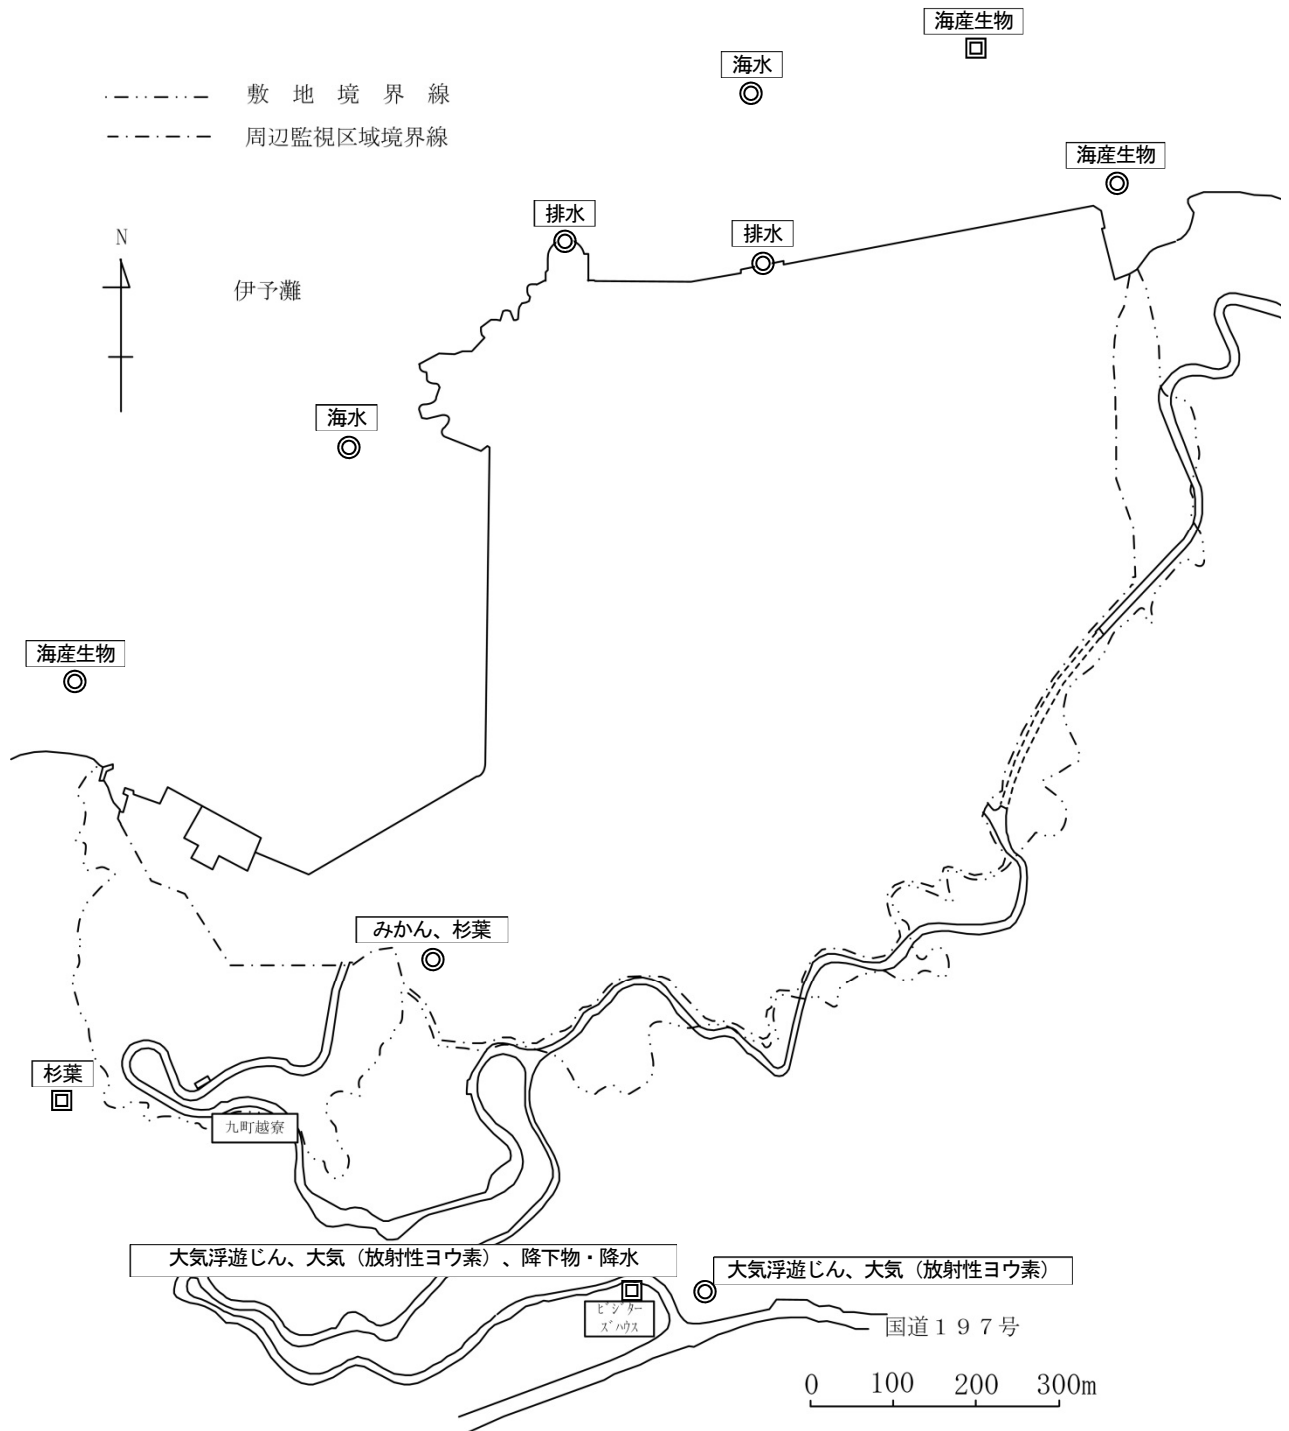 海産生物
海水
敷地境界線
周辺監視区域境界線
海産生物
排水
排水
N
伊予灘
海水
海産生物
みかん、杉葉
杉葉
九町越寮
大気浮遊じん、大気（放射性ヨウ素）、降下物・降水
大気浮遊じん、大気（放射性ヨウ素）
ﾋﾞｼﾞﾀｰ
ｽﾞﾊｳｽ
国道１９７号
0 100 200 300m